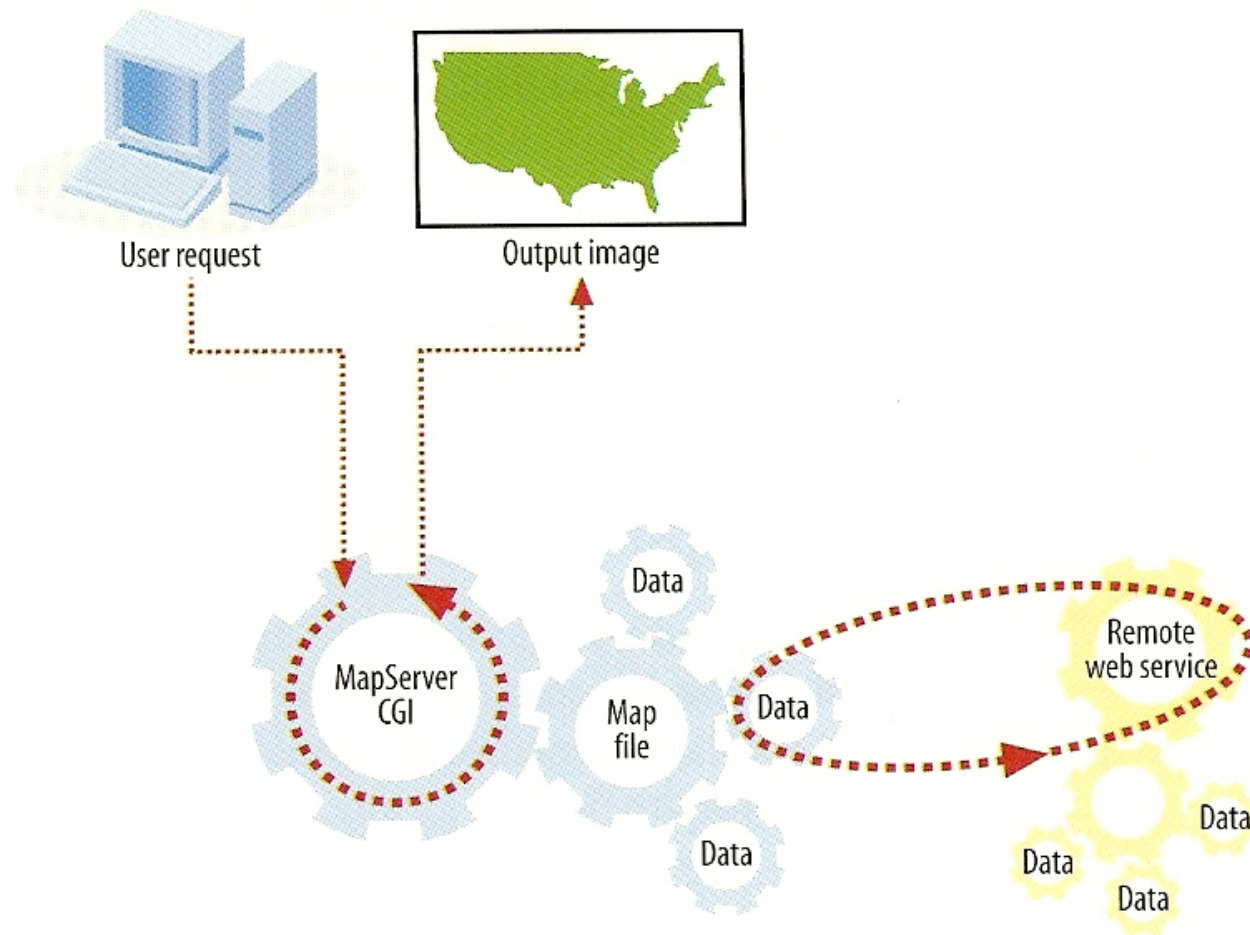 User request
Output image
Data
MapServer
CGI
Map
file
Data
Data
Remote
web service
Data
Data
Data